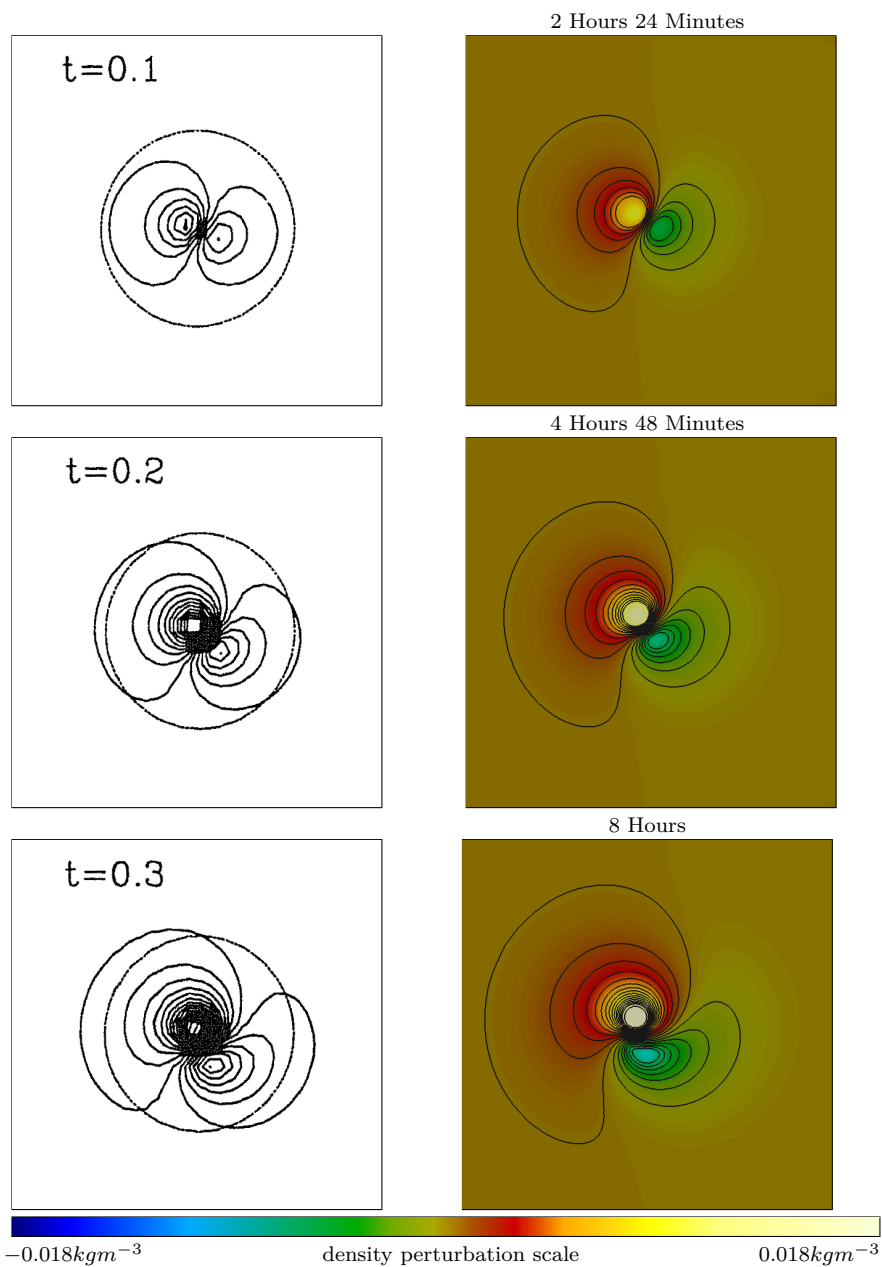 t=0.1
2 Hours 24 Minutes
t=0.2
4 Hours 48 Minutes
t=0.3
8 Hours
−0.018kgm−3
density perturbation scale
0.018kgm−3